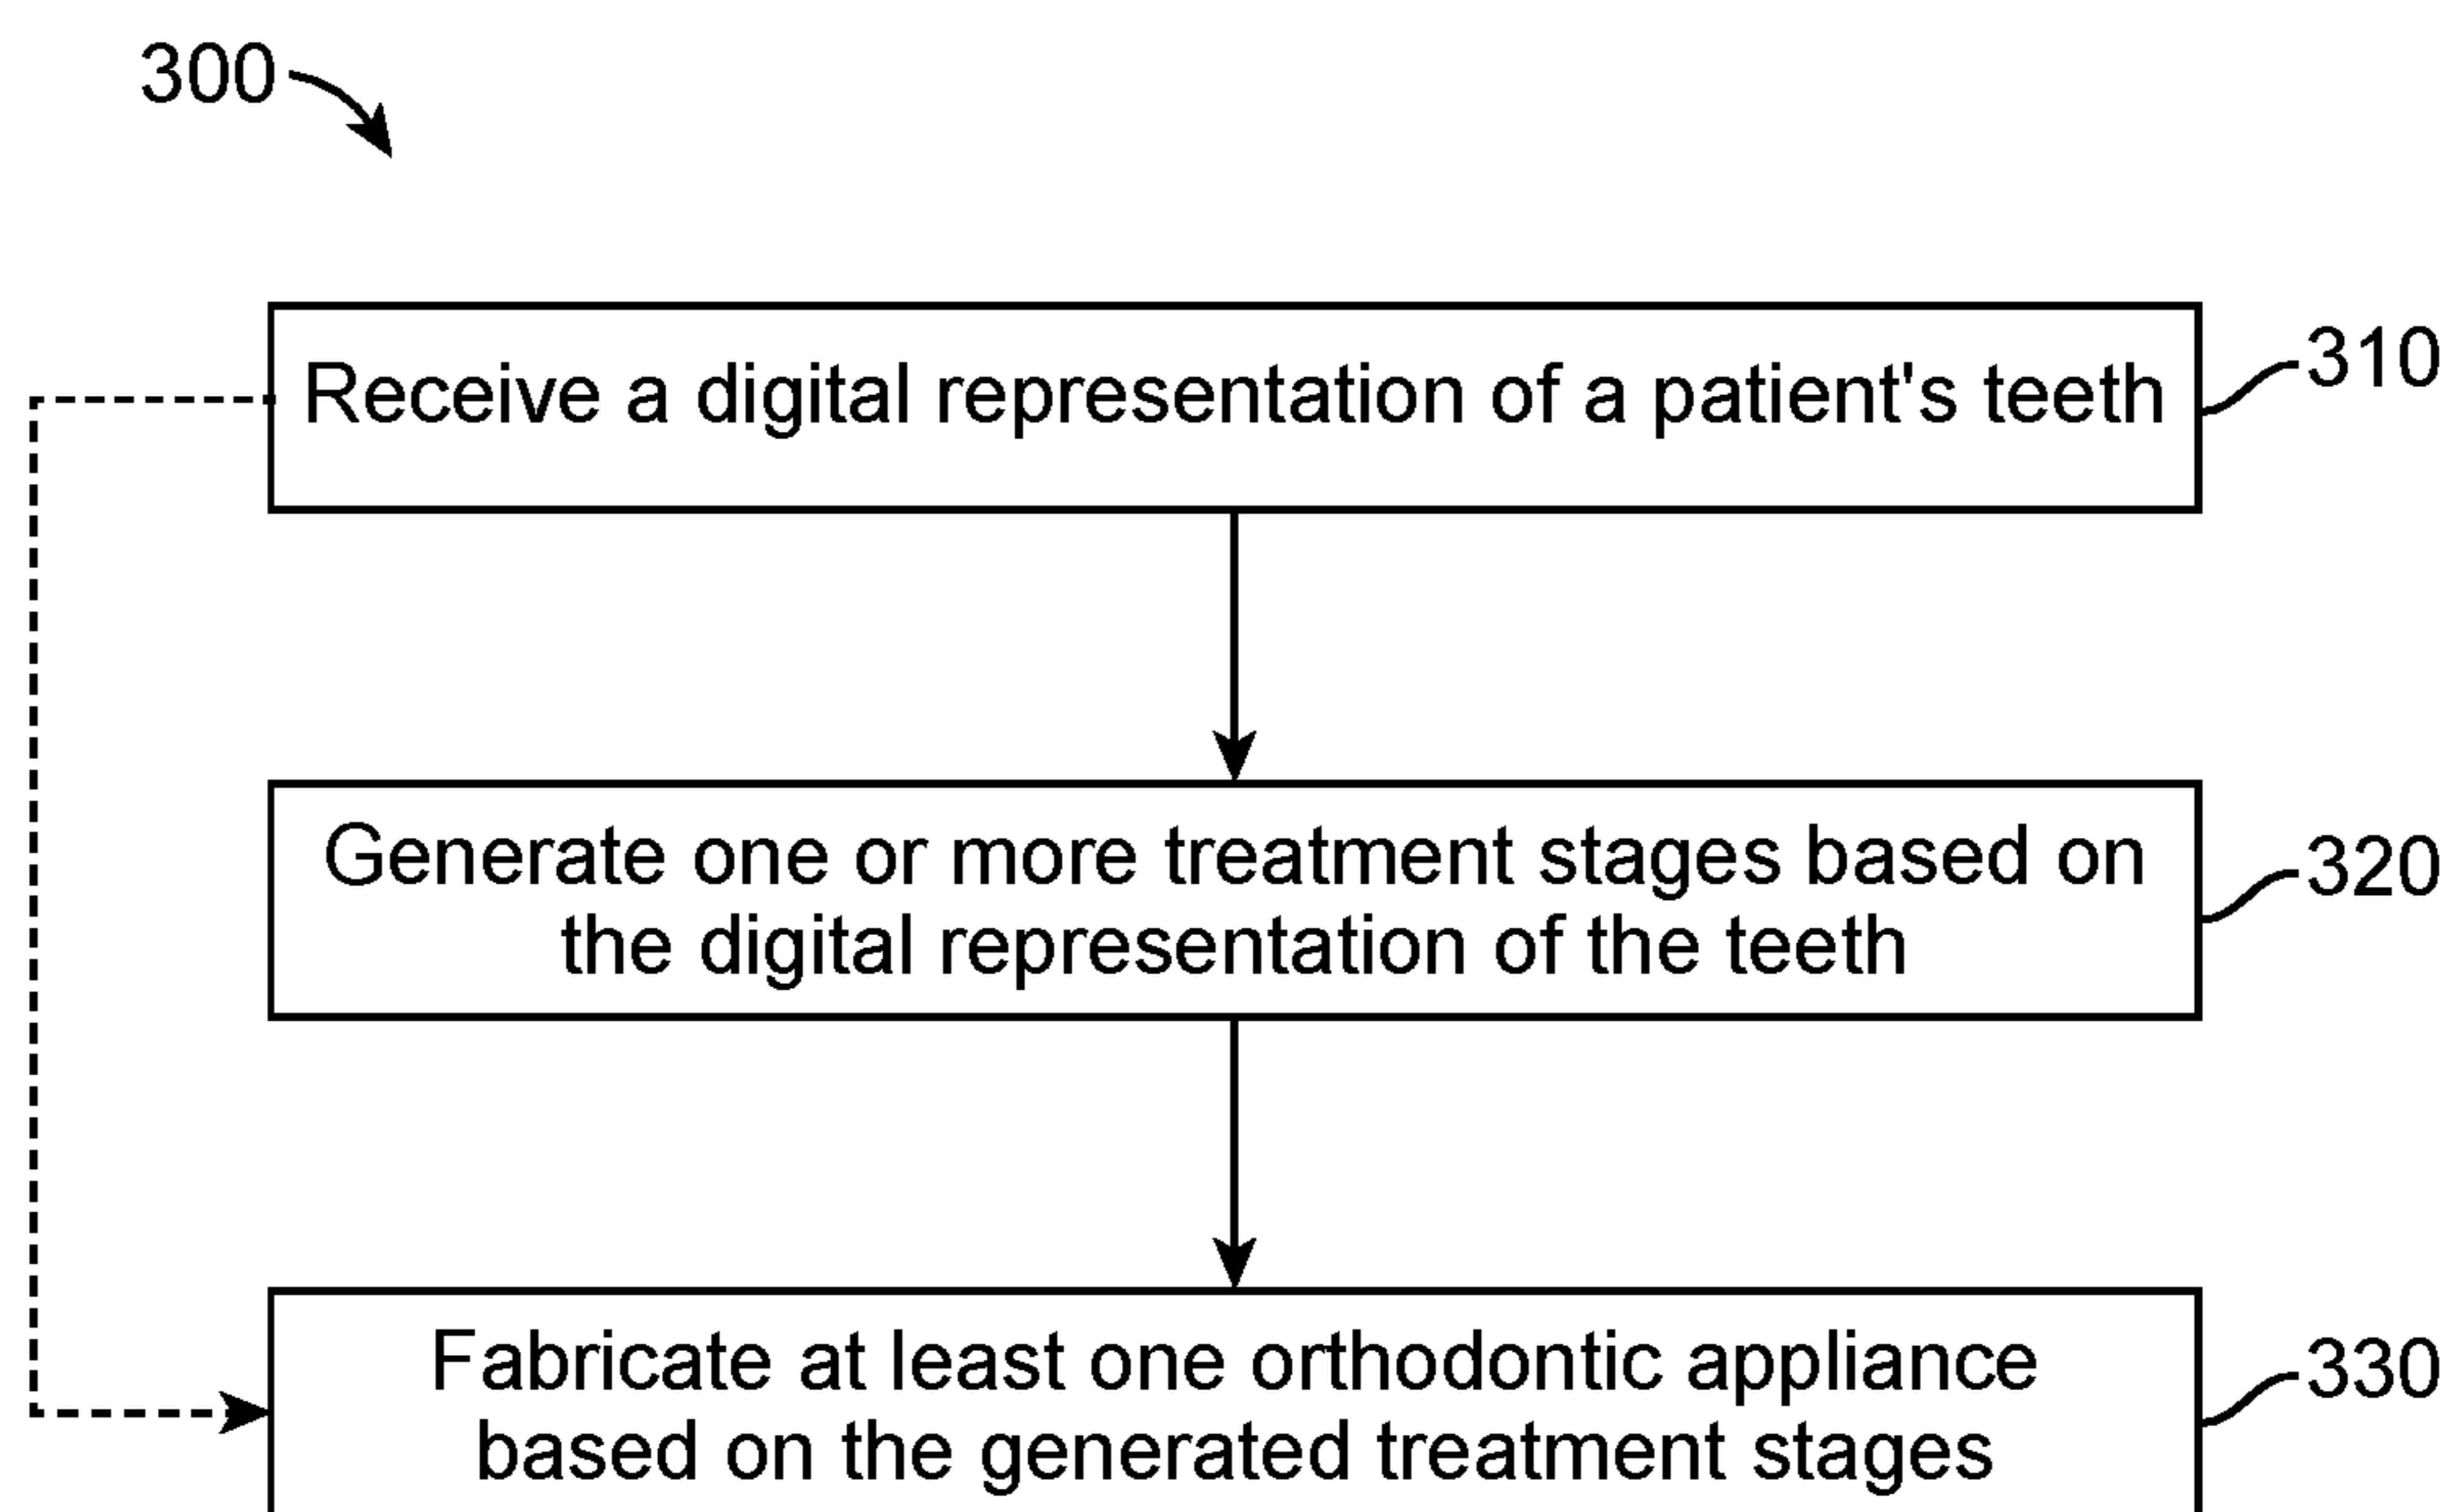 300
Receive a digital representation of a patient's teeth
310
Generate one or more treatment stages based on
the digital representation of the teeth
320
Fabricate at least one orthodontic appliance
based on the generated treatment stages
330